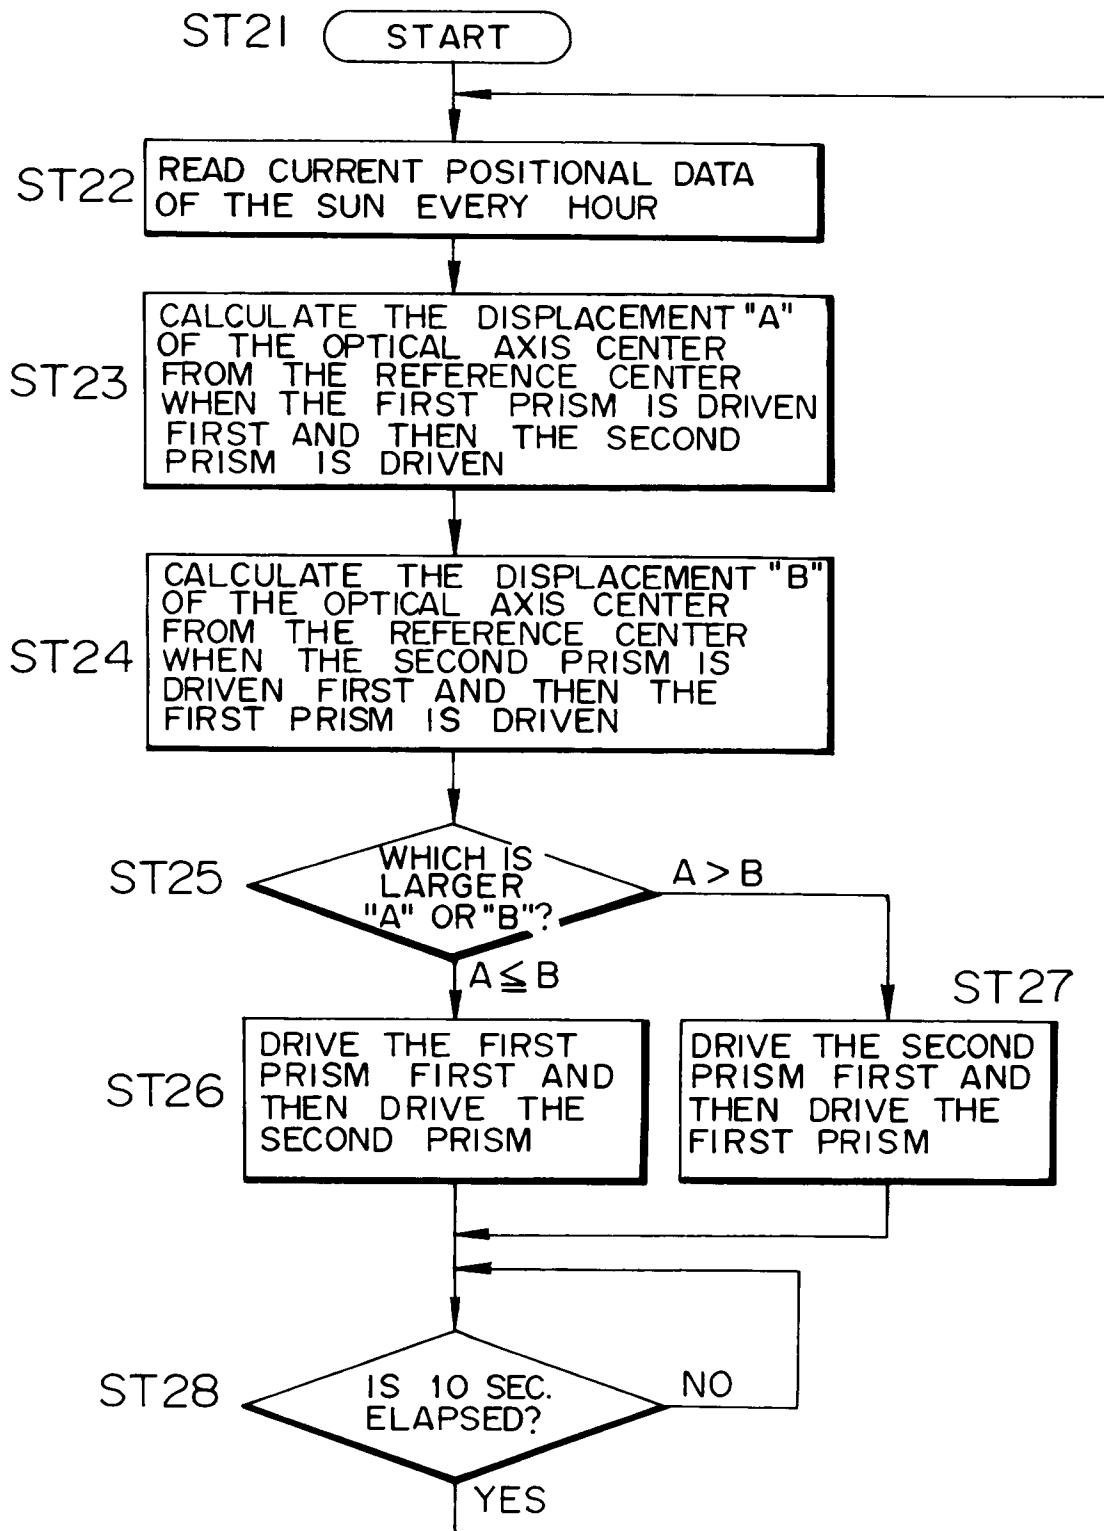 ST21
START
ST22
READ CURRENT POSITIONAL DATA
OF THE SUN EVERY HOUR
ST23
CALCULATE THE DISPLACEMENT "A"
OF THE OPTICAL AXIS CENTER
FROM THE REFERENCE CENTER
WHEN THE FIRST PRISM IS DRIVEN
FIRST AND THEN THE SECOND
PRISM IS DRIVEN
ST24
CALCULATE THE DISPLACEMENT "B"
OF THE OPTICAL AXIS CENTER
FROM THE REFERENCE CENTER
WHEN THE SECOND PRISM IS
DRIVEN FIRST AND THEN THE
FIRST PRISM IS DRIVEN
ST25
WHICH IS
LARGER
"A" OR "B"?
A > B
A ≦ B
ST26
DRIVE THE FIRST
PRISM FIRST AND
THEN DRIVE THE
SECOND PRISM
ST27
DRIVE THE SECOND
PRISM FIRST AND
THEN DRIVE THE
FIRST PRISM
ST28
IS 10 SEC.
ELAPSED?
NO
YES